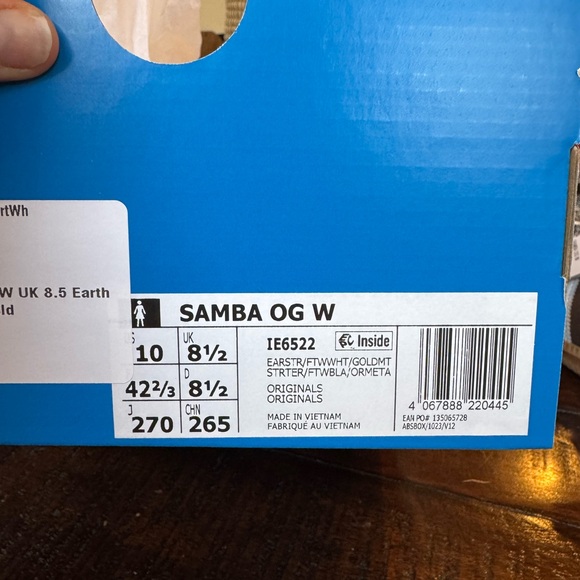 rtWh
W UK 8.5 Earth
ld
SAMBA OG W
10
UK
8½
42⅔
D
8½
J
270
CHN
265
IE6522
Inside
EARSTR/FTWWHT/GOLDMT
STRTER/FTWBLA/ORMETA
ORIGINALS
ORIGINALS
MADE IN VIETNAM
FABRIQUÉ AU VIETNAM
4 067888 220445
EAN PO# 135065728
ABSBOX/1023/V12